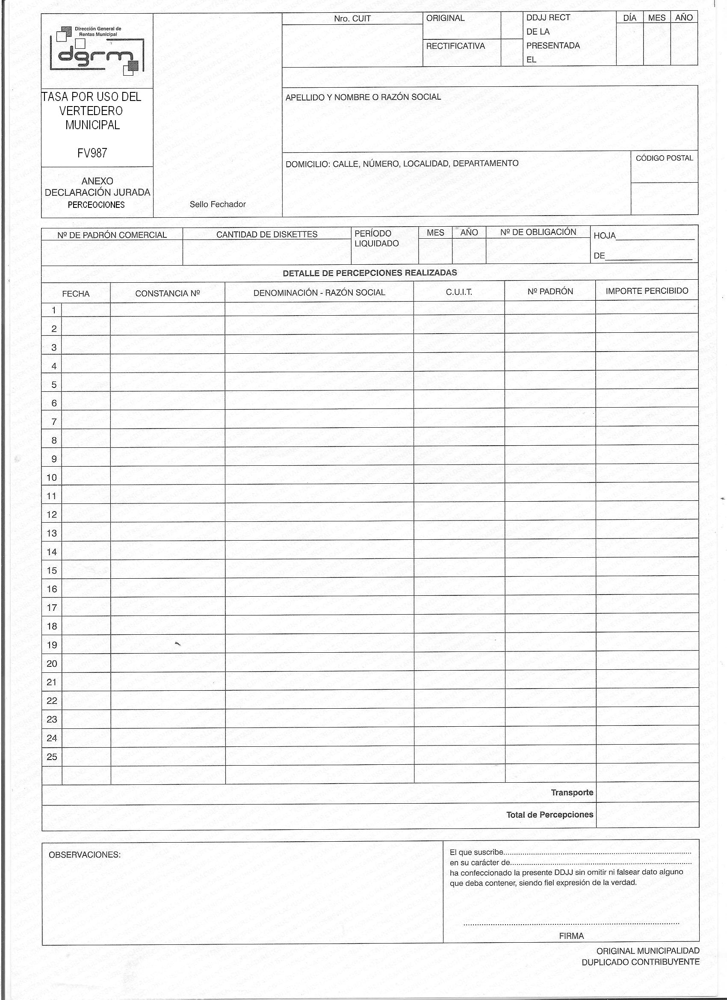 Dirección General de
Rentas Municipal
dgrm
TASA POR USO DEL
VERTEDERO
MUNICIPAL
FV987
ANEXO
DECLARACIÓN JURADA
PERCEOCIONES
Sello Fechador
Nro. CUIT
ORIGINAL
RECTIFICATIVA
DDJJ RECT
DE LA
PRESENTADA
EL
DÍA MES AÑO
APELLIDO Y NOMBRE O RAZÓN SOCIAL
DOMICILIO: CALLE, NÚMERO, LOCALIDAD, DEPARTAMENTO
CÓDIGO POSTAL
Nº DE PADRÓN COMERCIAL
CANTIDAD DE DISKETTES
PERÍODO
LIQUIDADO
MES AÑO
Nº DE OBLIGACIÓN
HOJA
DE
DETALLE DE PERCEPCIONES REALIZADAS
FECHA CONSTANCIA Nº DENOMINACIÓN - RAZÓN SOCIAL C.U.I.T. Nº PADRÓN IMPORTE PERCIBIDO
1
2
3
4
5
6
7
8
9
10
11
12
13
14
15
16
17
18
19
20
21
22
23
24
25
Transporte
Total de Percepciones
OBSERVACIONES:
El que suscribe
en su carácter de
ha confeccionado la presente DDJJ sin omitir ni falsear dato alguno
que deba contener, siendo fiel expresión de la verdad.
FIRMA
ORIGINAL MUNICIPALIDAD
DUPLICADO CONTRIBUYENTE